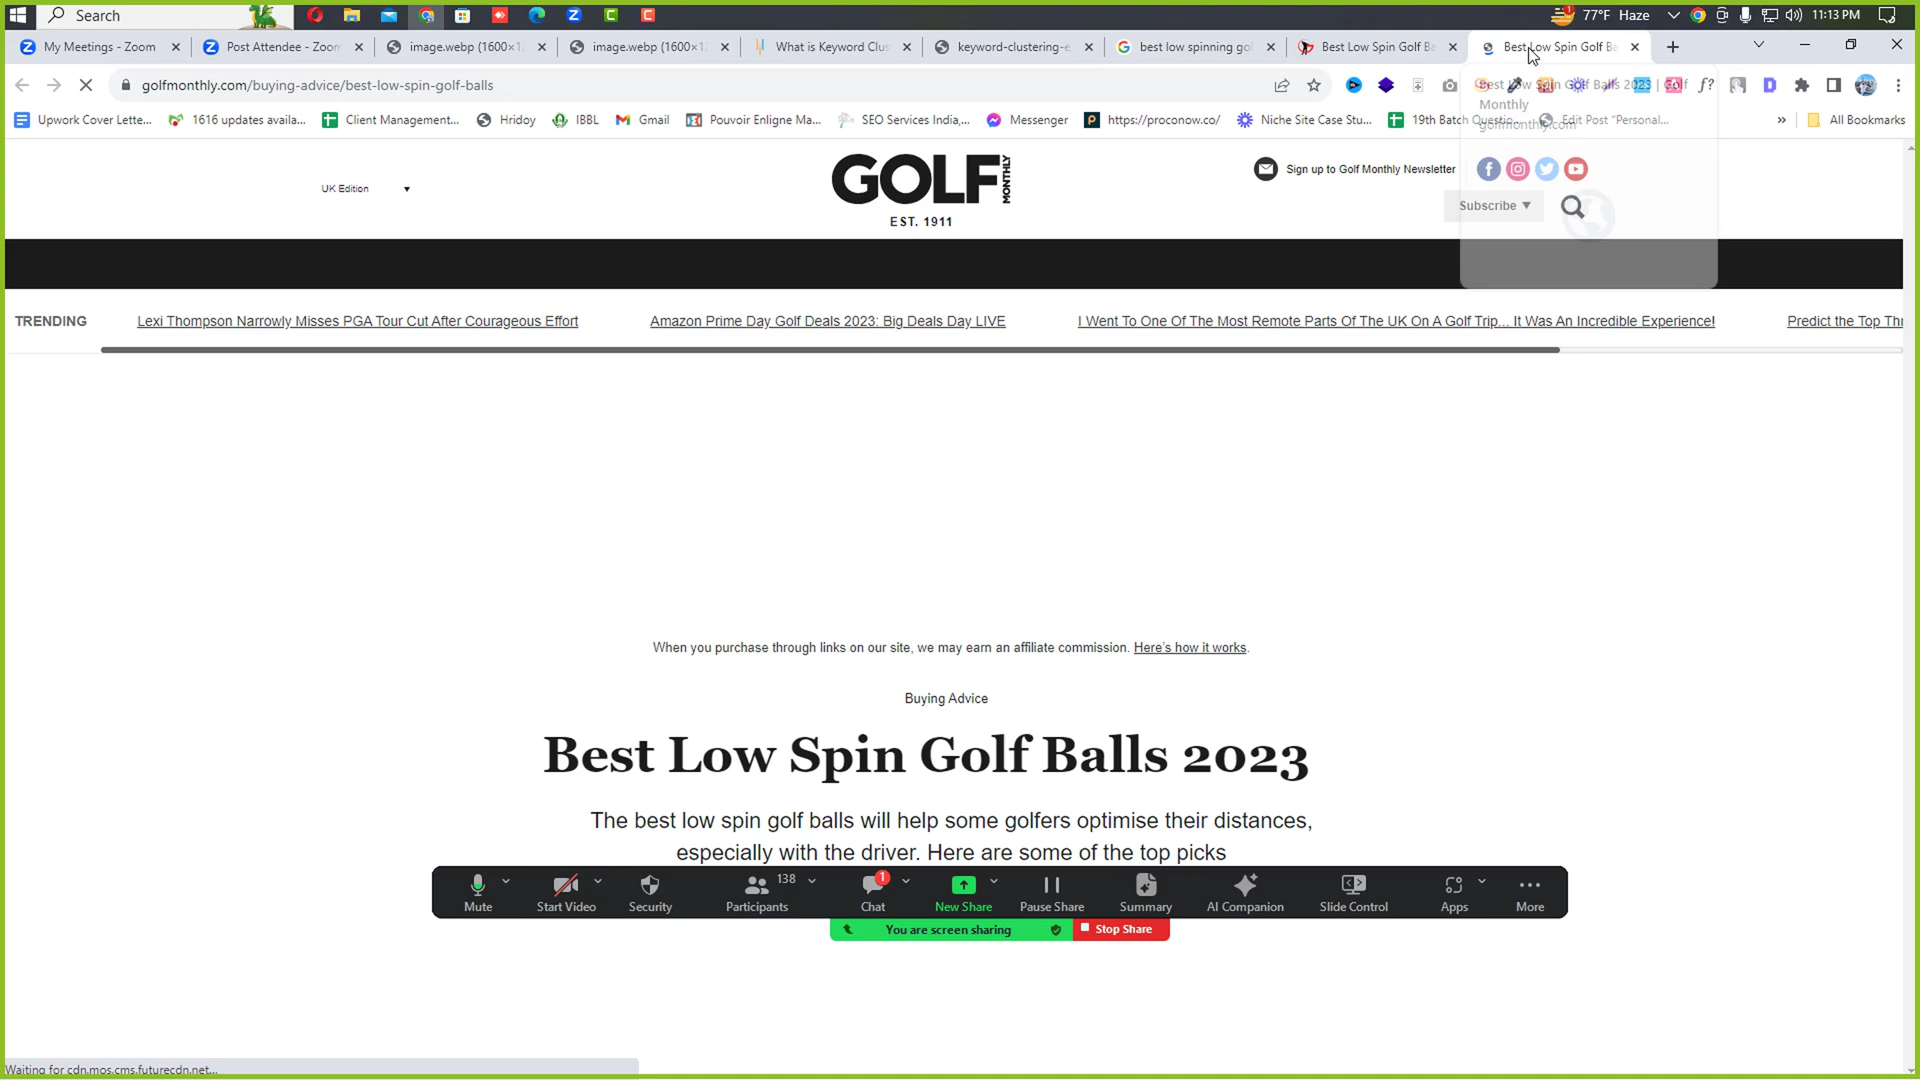 Search
77°F Haze
11:13 PM
My Meetings - Zoom
Post Attendee - Zoom
image.webp (1600×1
image.webp (1600×1
What is Keyword Clus
keyword-clustering-e
best low spinning go
Best Low Spin Golf Ba
Best Low Spin Golf Ba
golfmonthly.com/buying-advice/best-low-spin-golf-balls
Best Low Spin Golf Balls 2023 | Golf
Monthly
golfmonthly.com
Upwork Cover Lette...
1616 updates availa...
Client Management...
Hridoy
IBBL
Gmail
Pouvoir Enligne Ma...
SEO Services India,...
Messenger
https://proconow.co/
Niche Site Case Stu...
19th Batch Questio...
Edit Post "Personal...
»
All Bookmarks
UK Edition
GOLF MONTHLY
EST. 1911
Sign up to Golf Monthly Newsletter
Subscribe ▼
TRENDING
Lexi Thompson Narrowly Misses PGA Tour Cut After Courageous Effort
Amazon Prime Day Golf Deals 2023: Big Deals Day LIVE
I Went To One Of The Most Remote Parts Of The UK On A Golf Trip... It Was An Incredible Experience!
Predict the Top Thr
When you purchase through links on our site, we may earn an affiliate commission. Here's how it works.
Buying Advice
Best Low Spin Golf Balls 2023
The best low spin golf balls will help some golfers optimise their distances,
especially with the driver. Here are some of the top picks
Mute
Start Video
Security
Participants
138
Chat
1
New Share
Pause Share
Summary
AI Companion
Slide Control
Apps
More
You are screen sharing
Stop Share
Waiting for cdn.mos.cms.futurecdn.net...